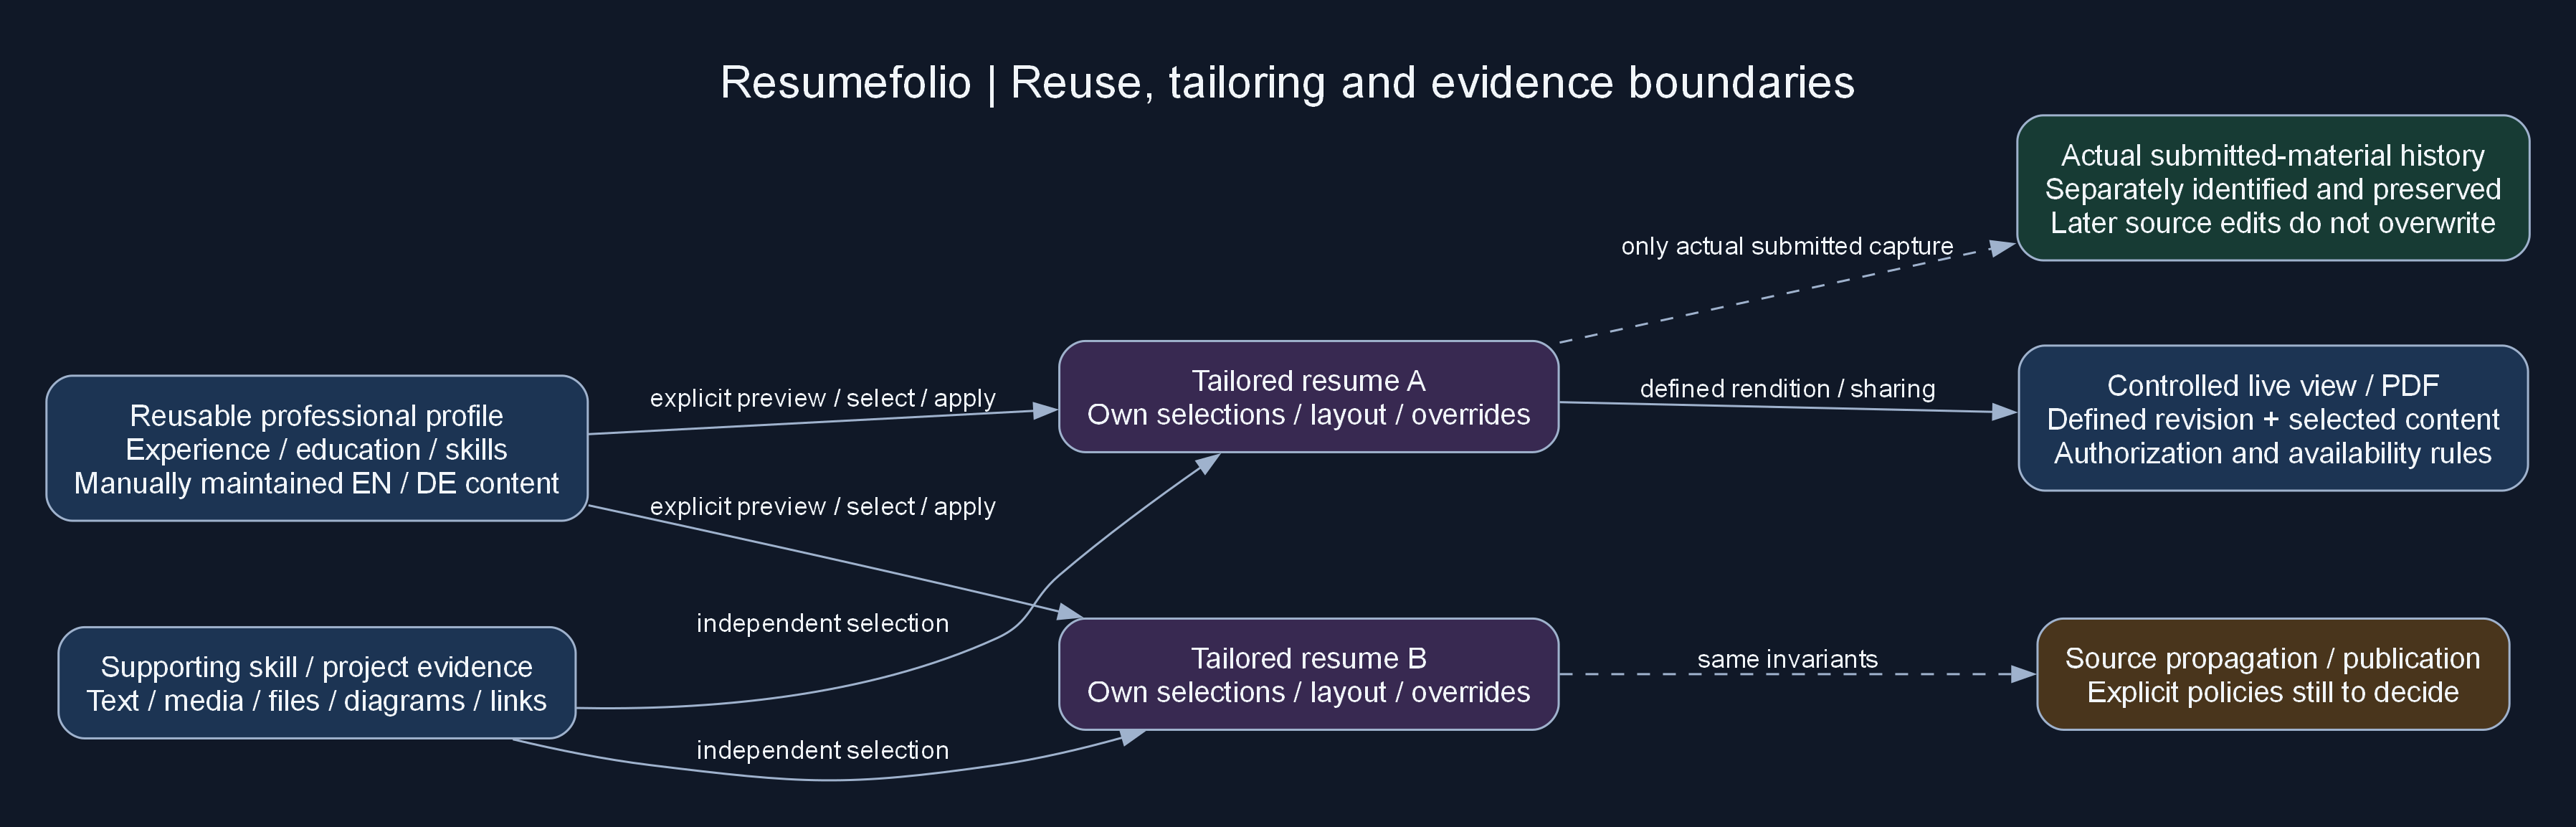 Resumefolio | Reuse, tailoring and evidence boundaries
Actual submitted-material history
Separately identified and preserved
Later source edits do not overwrite
only actual submitted capture
Reusable professional profile
Experience / education / skills
Manually maintained EN / DE content
explicit preview / select / apply
Tailored resume A
Own selections / layout / overrides
defined rendition / sharing
Controlled live view / PDF
Defined revision + selected content
Authorization and availability rules
explicit preview / select / apply
independent selection
Supporting skill / project evidence
Text / media / files / diagrams / links
independent selection
Tailored resume B
Own selections / layout / overrides
same invariants
Source propagation / publication
Explicit policies still to decide